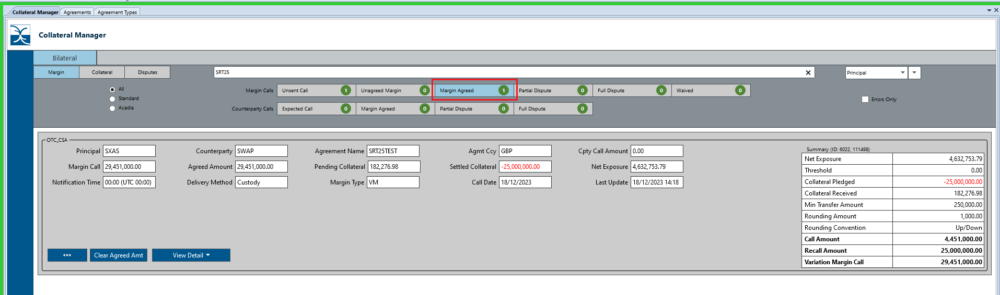 Collateral Manager Agreements Agreement Types
Collateral Manager
Bilateral
Margin Collateral Disputes SRT25 Principal
All
Standard
Acadia
Margin Calls Unsent Call 1 Unagreed Margin 0 Margin Agreed 1 Partial Dispute 0 Full Dispute 0 Waived 0
Errors Only
Counterparty Calls Expected Call 0 Margin Agreed 0 Partial Dispute 0 Full Dispute 0
OTC_CSA
Principal SXAS Counterparty SWAP Agreement Name SRT25TEST Agmt Ccy GBP Cpty Call Amount 0.00
Margin Call 29,451,000.00 Agreed Amount 29,451,000.00 Pending Collateral 182,276.98 Settled Collateral -25,000,000.00 Net Exposure 4,632,753.79
Notification Time 00:00 (UTC 00:00) Delivery Method Custody Margin Type VM Call Date 18/12/2023 Last Update 18/12/2023 14:18
Summary (ID: 6022, 111498)
Net Exposure 4,632,753.79
Threshold 0.00
Collateral Pledged -25,000,000.00
Collateral Received 182,276.98
Min Transfer Amount 250,000.00
Rounding Amount 1,000.00
Rounding Convention Up/Down
Call Amount 4,451,000.00
Recall Amount 25,000,000.00
Variation Margin Call 29,451,000.00
••• Clear Agreed Amt View Detail